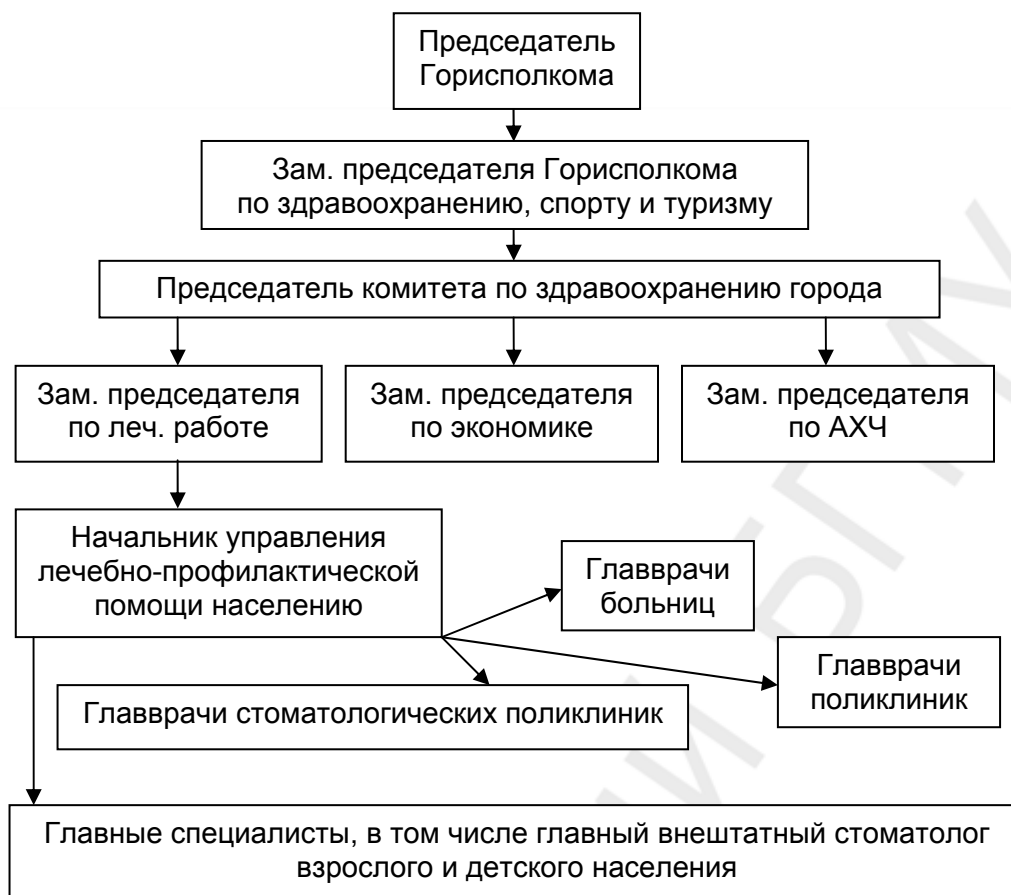 Председатель
Горисполкома
Зам. председателя Горисполкома
по здравоохранению, спорту и туризму
Председатель комитета по здравоохранению города
Зам. председателя
по леч. работе
Зам. председателя
по экономике
Зам. председателя
по АХЧ
Начальник управления
лечебно-профилактической
помощи населению
Главврачи
больниц
Главврачи
поликлиник
Главврачи стоматологических поликлиник
Главные специалисты, в том числе главный внештатный стоматолог
взрослого и детского населения
БГМУ